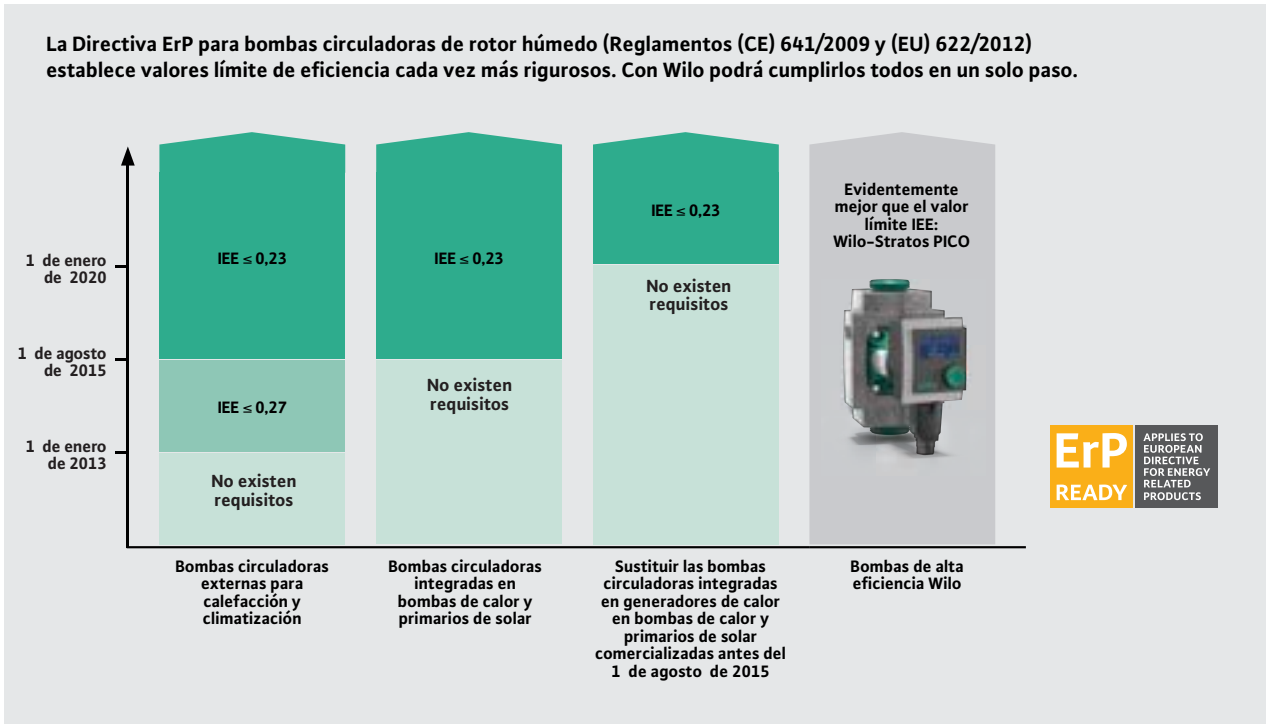 La Directiva ErP para bombas circuladoras de rotor húmedo (Reglamentos (CE) 641/2009 y (EU) 622/2012)
establece valores límite de eficiencia cada vez más rigurosos. Con Wilo podrá cumplirlos todos en un solo paso.
1 de enero
de 2020
1 de agosto
de 2015
1 de enero
de 2013
IEE ≤ 0,23
IEE ≤ 0,27
No existen
requisitos
IEE ≤ 0,23
No existen
requisitos
IEE ≤ 0,23
No existen
requisitos
Evidentemente
mejor que el valor
límite IEE:
Wilo-Stratos PICO
Bombas circuladoras
externas para
calefacción y
climatización
Bombas circuladoras
integradas en
bombas de calor y
primarios de solar
Sustituir las bombas
circuladoras integradas
en generadores de calor
en bombas de calor y
primarios de solar
comercializadas antes del
1 de agosto de 2015
Bombas de alta
eficiencia Wilo
ErP
READY
APPLIES TO
EUROPEAN
DIRECTIVE
FOR ENERGY
RELATED
PRODUCTS